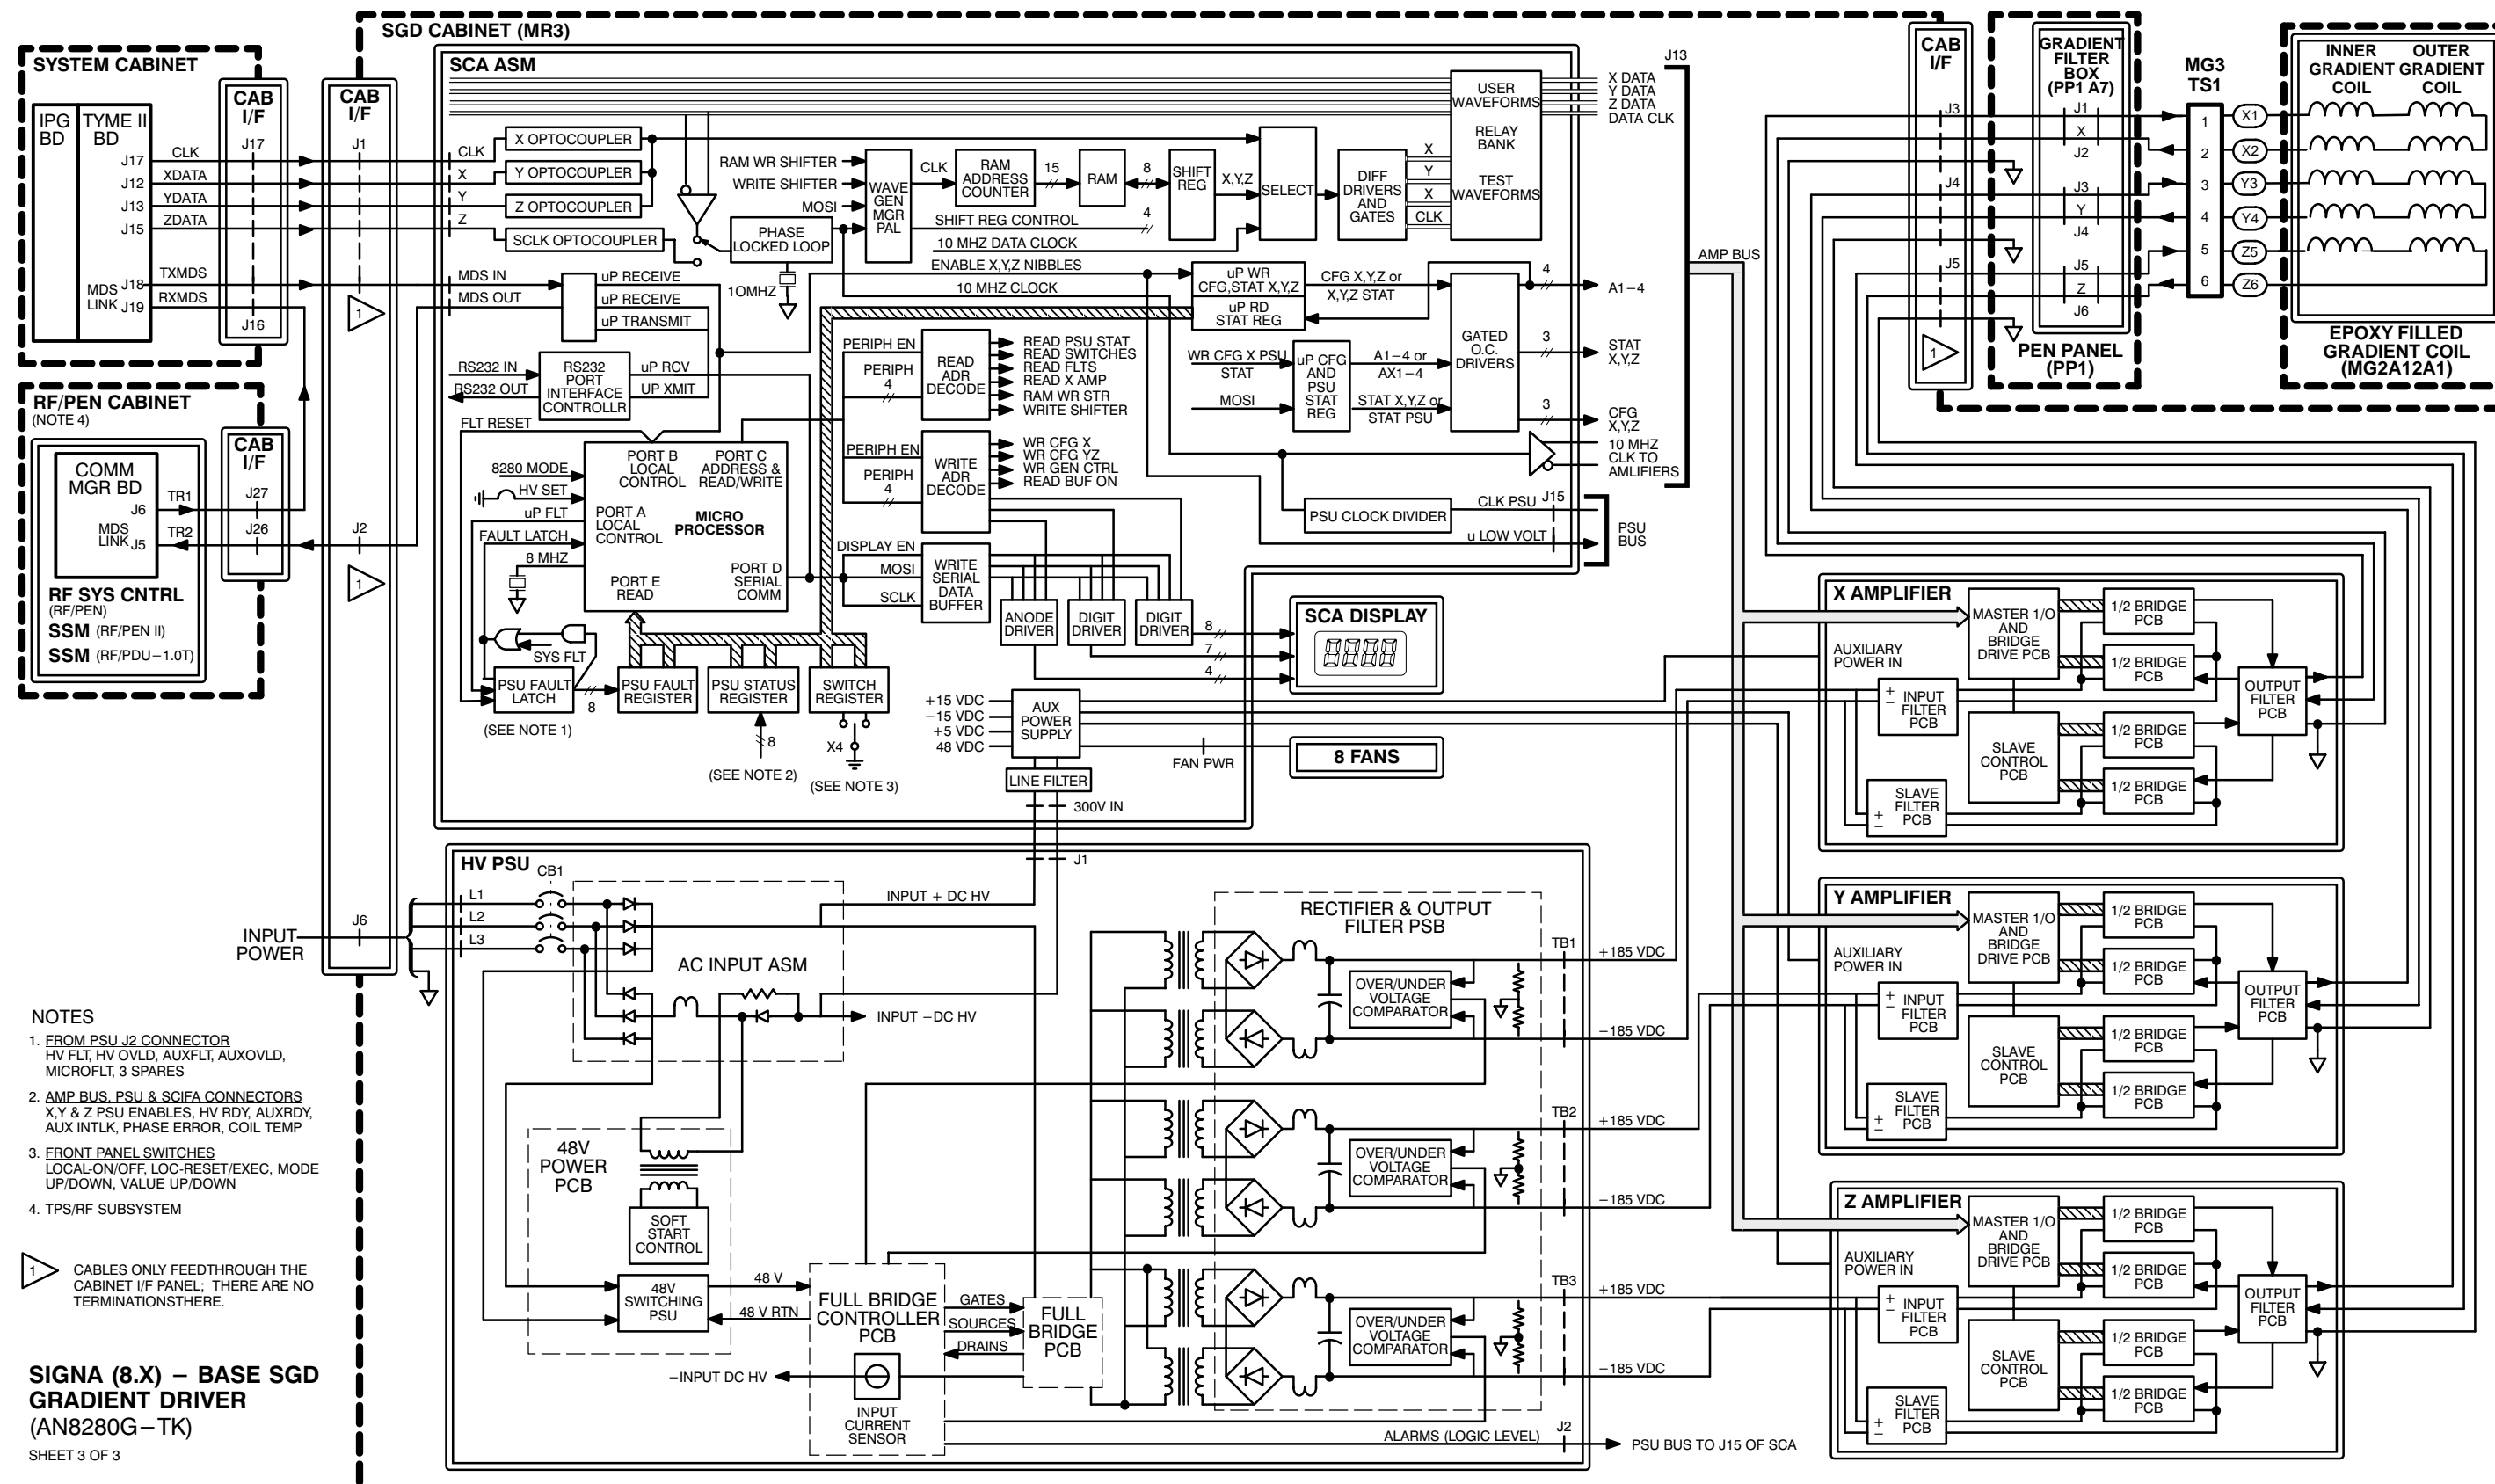 SGD CABINET (MR3)
SYSTEM CABINET
IPG
BD
TYME II
BD
J17
J12
J13
J15
MDS
LINK
J18
J19
CLK
XDATA
YDATA
ZDATA
TXMDS
RXMDS
CAB
I/F
J17
J16
CAB
I/F
J1
1
J2
1
J6
RF/PEN CABINET
(NOTE 4)
COMM
MGR BD
J6
MDS
LINK
J5
TR1
TR2
RF SYS CNTRL
(RF/PEN)
SSM (RF/PEN II)
SSM (RF/PDU−1.0T)
CAB
I/F
J27
J26
INPUT
POWER
SCA ASM
CLK
X
Y
Z
X OPTOCOUPLER
Y OPTOCOUPLER
Z OPTOCOUPLER
SCLK OPTOCOUPLER
RAM WR SHIFTER
WRITE SHIFTER
MOSI
PHASE
LOCKED LOOP
1OMHZ
WAVE
GEN
MGR
PAL
CLK
RAM
ADDRESS
COUNTER
15
RAM
8
SHIFT
REG
X,Y,Z
SELECT
SHIFT REG CONTROL
4
10 MHZ DATA CLOCK
ENABLE X,Y,Z NIBBLES
10 MHZ CLOCK
DIFF
DRIVERS
AND
GATES
X
Y
X
CLK
USER
WAVEFORMS
RELAY
BANK
TEST
WAVEFORMS
J13
X DATA
Y DATA
Z DATA
DATA CLK
MDS IN
MDS OUT
uP RECEIVE
uP RECEIVE
uP TRANSMIT
RS232 IN
RS232 OUT
RS232
PORT
INTERFACE
CONTROLLR
uP RCV
UP XMIT
FLT RESET
uP WR
CFG,STAT X,Y,Z
uP RD
STAT REG
CFG X,Y,Z or
X,Y,Z STAT
GATED
O.C.
DRIVERS
4
A1−4
3
STAT
X,Y,Z
3
CFG
X,Y,Z
10 MHZ
CLK TO
AMLIFIERS
WR CFG X PSU
STAT
MOSI
uP CFG
AND
PSU
STAT
REG
A1−4 or
AX1−4
STAT X,Y,Z or
STAT PSU
PERIPH EN
PERIPH
4
READ
ADR
DECODE
READ PSU STAT
READ SWITCHES
READ FLTS
READ X AMP
RAM WR STR
WRITE SHIFTER
PERIPH EN
PERIPH
4
WRITE
ADR
DECODE
WR CFG X
WR CFG YZ
WR GEN CTRL
READ BUF ON
PSU CLOCK DIVIDER
CLK PSU
J15
u LOW VOLT
PSU
BUS
AMP BUS
8280 MODE
HV SET
uP FLT
FAULT LATCH
8 MHZ
PORT B
LOCAL
CONTROL
PORT C
ADDRESS &
READ/WRITE
PORT A
LOCAL
CONTROL
MICRO
PROCESSOR
PORT E
READ
PORT D
SERIAL
COMM
DISPLAY EN
MOSI
SCLK
WRITE
SERIAL
DATA
BUFFER
ANODE
DRIVER
DIGIT
DRIVER
DIGIT
DRIVER
8
7
4
SCA DISPLAY
8888
SYS FLT
PSU FAULT
LATCH
(SEE NOTE 1)
8
PSU FAULT
REGISTER
PSU STATUS
REGISTER
8
(SEE NOTE 2)
SWITCH
REGISTER
X4
(SEE NOTE 3)
+15 VDC
−15 VDC
+5 VDC
48 VDC
AUX
POWER
SUPPLY
LINE FILTER
300V IN
FAN PWR
8 FANS
HV PSU
J1
L1
L2
L3
CB1
AC INPUT ASM
INPUT + DC HV
INPUT −DC HV
48V
POWER
PCB
SOFT
START
CONTROL
48V
SWITCHING
PSU
48 V
48 V RTN
FULL BRIDGE
CONTROLLER
PCB
GATES
SOURCES
DRAINS
FULL
BRIDGE
PCB
−INPUT DC HV
INPUT
CURRENT
SENSOR
RECTIFIER & OUTPUT
FILTER PSB
OVER/UNDER
VOLTAGE
COMPARATOR
TB1
+185 VDC
−185 VDC
OVER/UNDER
VOLTAGE
COMPARATOR
TB2
+185 VDC
−185 VDC
OVER/UNDER
VOLTAGE
COMPARATOR
TB3
+185 VDC
−185 VDC
ALARMS (LOGIC LEVEL)
J2
PSU BUS TO J15 OF SCA
CAB
I/F
J3
J4
J5
1
GRADIENT
FILTER
BOX
(PP1 A7)
J1
X
J2
J3
Y
J4
J5
Z
J6
PEN PANEL
(PP1)
MG3
TS1
1
2
3
4
5
6
X1
X2
Y3
Y4
Z5
Z6
INNER
GRADIENT
COIL
OUTER
GRADIENT
COIL
EPOXY FILLED
GRADIENT COIL
(MG2A12A1)
X AMPLIFIER
AUXILIARY
POWER IN
MASTER 1/O
AND
BRIDGE
DRIVE PCB
1/2 BRIDGE
PCB
1/2 BRIDGE
PCB
+
−
INPUT
FILTER
PCB
OUTPUT
FILTER
PCB
SLAVE
CONTROL
PCB
1/2 BRIDGE
PCB
1/2 BRIDGE
PCB
SLAVE
FILTER
PCB
+
−
Y AMPLIFIER
AUXILIARY
POWER IN
MASTER 1/O
AND
BRIDGE
DRIVE PCB
1/2 BRIDGE
PCB
1/2 BRIDGE
PCB
+
−
INPUT
FILTER
PCB
OUTPUT
FILTER
PCB
SLAVE
CONTROL
PCB
1/2 BRIDGE
PCB
1/2 BRIDGE
PCB
SLAVE
FILTER
PCB
+
−
Z AMPLIFIER
AUXILIARY
POWER IN
MASTER 1/O
AND
BRIDGE
DRIVE PCB
1/2 BRIDGE
PCB
1/2 BRIDGE
PCB
+
−
INPUT
FILTER
PCB
OUTPUT
FILTER
PCB
SLAVE
CONTROL
PCB
1/2 BRIDGE
PCB
1/2 BRIDGE
PCB
SLAVE
FILTER
PCB
+
−
NOTES
1. FROM PSU J2 CONNECTOR
HV FLT, HV OVLD, AUXFLT, AUXOVLD,
MICROFLT, 3 SPARES
2. AMP BUS, PSU & SCIFA CONNECTORS
X,Y & Z PSU ENABLES, HV RDY, AUXRDY,
AUX INTLK, PHASE ERROR, COIL TEMP
3. FRONT PANEL SWITCHES
LOCAL-ON/OFF, LOC-RESET/EXEC, MODE
UP/DOWN, VALUE UP/DOWN
4. TPS/RF SUBSYSTEM
1
CABLES ONLY FEEDTHROUGH THE
CABINET I/F PANEL; THERE ARE NO
TERMINATIONSTHERE.
SIGNA (8.X) − BASE SGD
GRADIENT DRIVER
(AN8280G−TK)
SHEET 3 OF 3